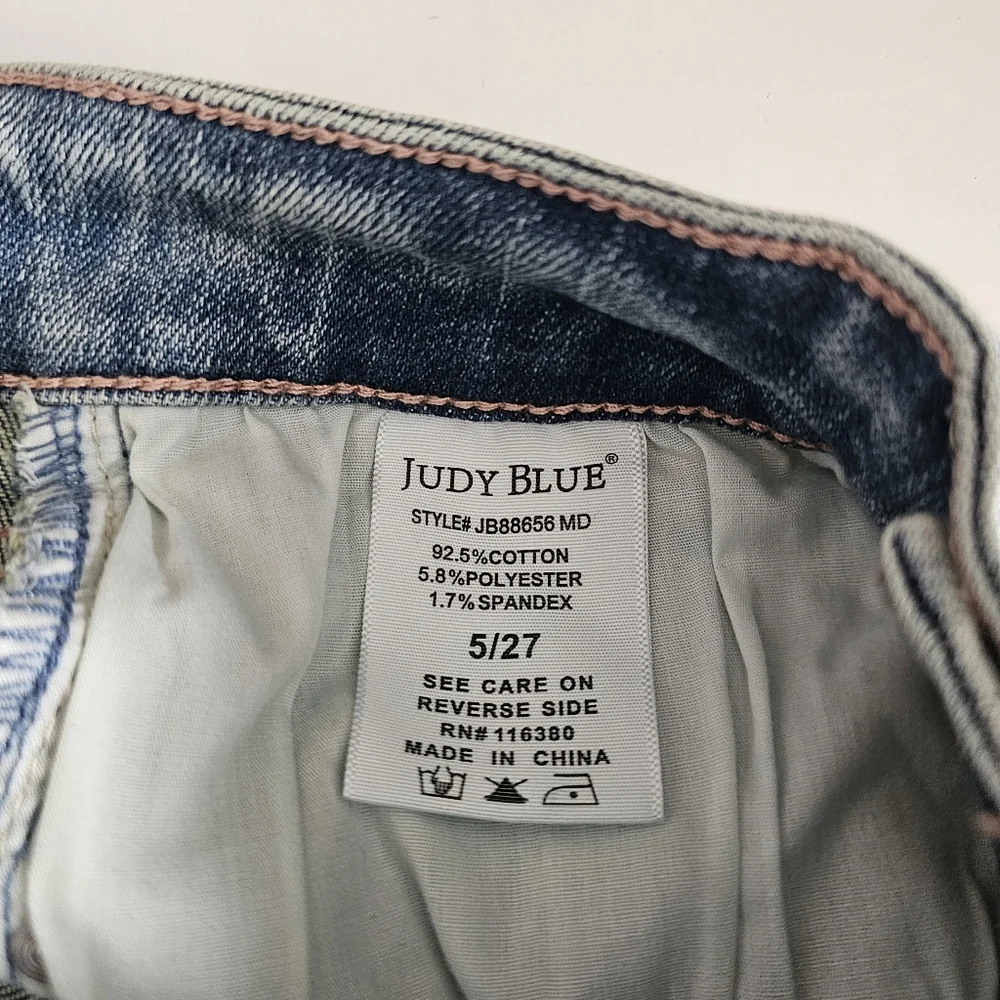 JUDY BLUE®
STYLE# JB88656 MD
92.5%COTTON
5.8%POLYESTER
1.7%SPANDEX
5/27
SEE CARE ON
REVERSE SIDE
RN# 116380
MADE IN CHINA